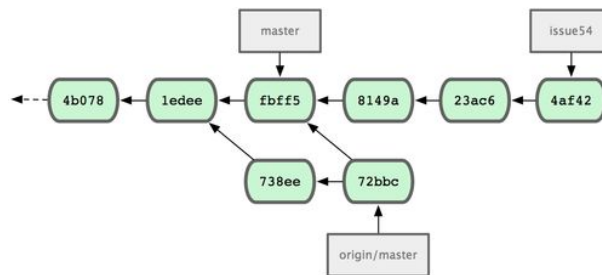 master
issue54
4b078
1edee
fbff5
8149a
23ac6
4af42
738ee
72bbc
origin/master